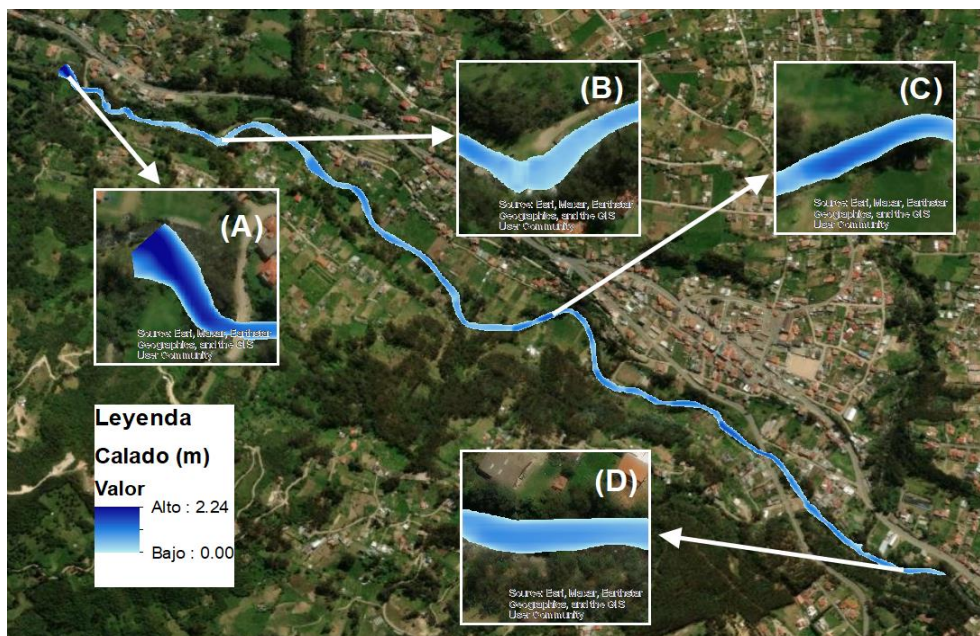 (A)
Source: Esri, Maxar, Earthstar
Geographics, and the GIS
User Community
(B)
Source: Esri, Maxar, Earthstar
Geographics, and the GIS
User Community
(C)
Source: Esri, Maxar, Earthstar
Geographics, and the GIS
User Community
Leyenda
Calado (m)
Valor
Alto : 2.24
Bajo : 0.00
(D)
Source: Esri, Maxar, Earthstar
Geographics, and the GIS
User Community